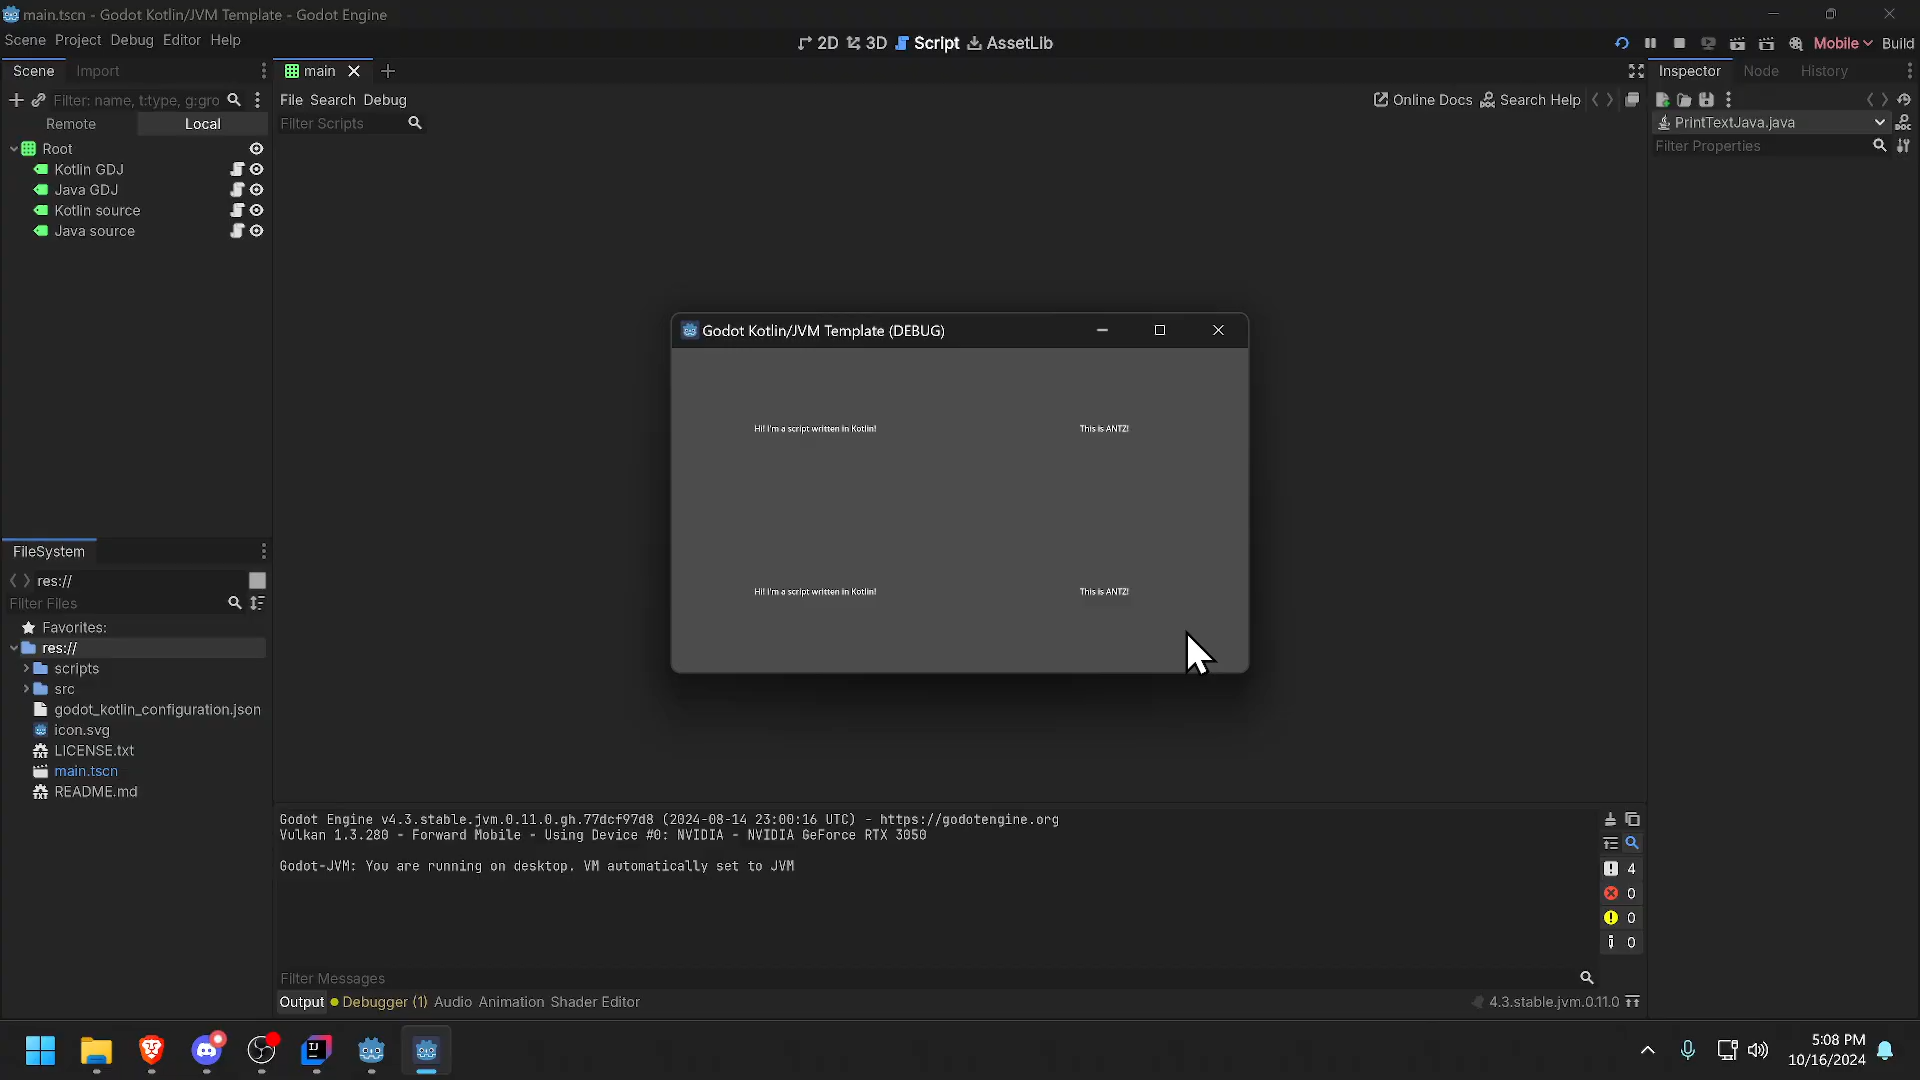 main.tscn - Godot Kotlin/JVM Template - Godot Engine
Scene Project Debug Editor Help
2D 3D Script AssetLib
Mobile Build
Scene Import
main
Inspector Node History
Filter: name, t:type, g:gro
File Search Debug
Online Docs Search Help
Remote Local
Filter Scripts
PrintTextJava.java
DOC
Filter Properties
Root
Kotlin GDJ
Java GDJ
Kotlin source
Java source
Godot Kotlin/JVM Template (DEBUG)
Hi! I'm a script written in Kotlin! This is ANTZ!
Hi! I'm a script written in Kotlin! This is ANTZ!
FileSystem
res://
Filter Files
Favorites:
res://
scripts
src
godot_kotlin_configuration.json
icon.svg
LICENSE.txt
main.tscn
README.md
Godot Engine v4.3.stable.jvm.0.11.0.gh.77dcf97d8 (2024-08-14 23:00:16 UTC) - https://godotengine.org
Vulkan 1.3.280 - Forward Mobile - Using Device #0: NVIDIA - NVIDIA GeForce RTX 3050
Godot-JVM: You are running on desktop. VM automatically set to JVM
4
0
0
0
Filter Messages
Output Debugger (1) Audio Animation Shader Editor
4.3.stable.jvm.0.11.0
IJ
5:08 PM
10/16/2024